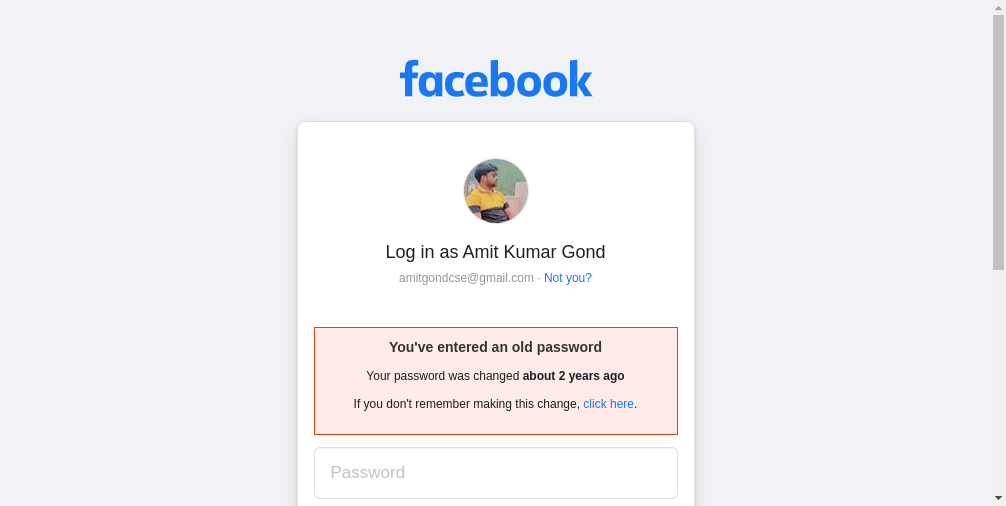 facebook
Log in as Amit Kumar Gond
amitgondcse@gmail.com · Not you?
You've entered an old password
Your password was changed about 2 years ago
If you don't remember making this change, click here.
Password